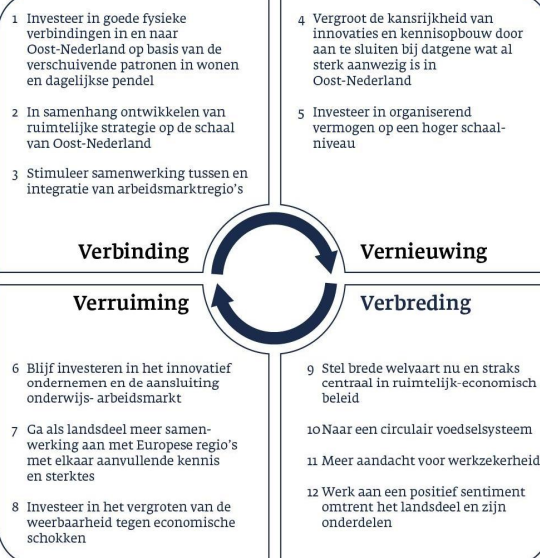 1 Investeer in goede fysieke
verbindingen in en naar
Oost-Nederland op basis van de
verschuivende patronen in wonen
en dagelijkse pendel
2 In samenhang ontwikkelen van
ruimtelijke strategie op de schaal
van Oost-Nederland
3 Stimuleer samenwerking tussen en
integratie van arbeidsmarktregio's
Verbinding
4 Vergroot de kansrijkheid van
innovaties en kennisopbouw door
aan te sluiten bij datgene wat al
sterk aanwezig is in
Oost-Nederland
5 Investeer in organiserend
vermogen op een hoger schaal-
niveau
Vernieuwing
Verruiming
6 Blijf investeren in het innovatief
ondernemen en de aansluiting
onderwijs- arbeidsmarkt
7 Ga als landsdeel meer samen-
werking aan met Europese regio's
met elkaar aanvullende kennis
en sterktes
8 Investeer in het vergroten van de
weerbaarheid tegen economische
schokken
Verbreding
9 Stel brede welvaart nu en straks
centraal in ruimtelijk-economisch
beleid
10 Naar een circulair voedselsysteem
11 Meer aandacht voor werkzekerheid
12 Werk aan een positief sentiment
omtrent het landsdeel en zijn
onderdelen